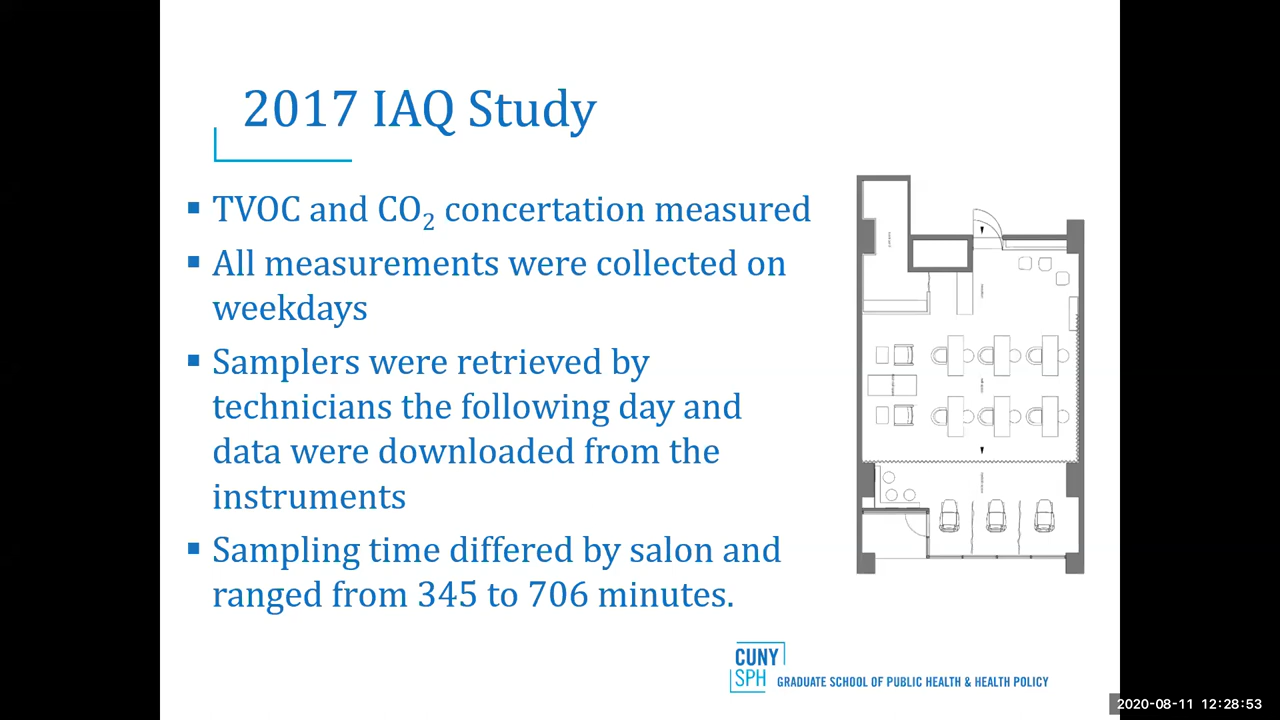 2017 IAQ Study
▪ TVOC and CO₂ concertation measured
▪ All measurements were collected on
weekdays
▪ Samplers were retrieved by
technicians the following day and
data were downloaded from the
instruments
▪ Sampling time differed by salon and
ranged from 345 to 706 minutes.
CUNY
SPH GRADUATE SCHOOL OF PUBLIC HEALTH & HEALTH POLICY
2020-08-11 12:28:53